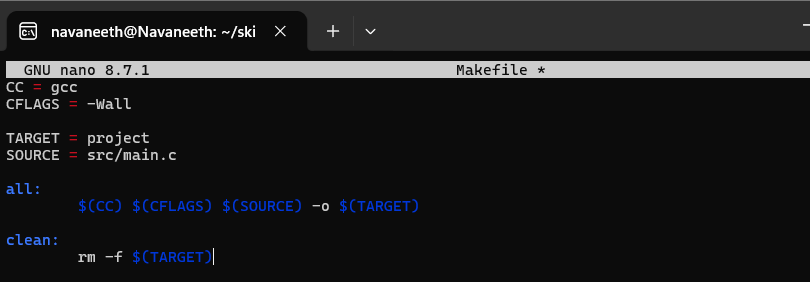 navaneeth@Navaneeth: ~/ski
GNU nano 8.7.1 Makefile *
CC = gcc
CFLAGS = -Wall
TARGET = project
SOURCE = src/main.c
all:
$(CC) $(CFLAGS) $(SOURCE) -o $(TARGET)
clean:
rm -f $(TARGET)